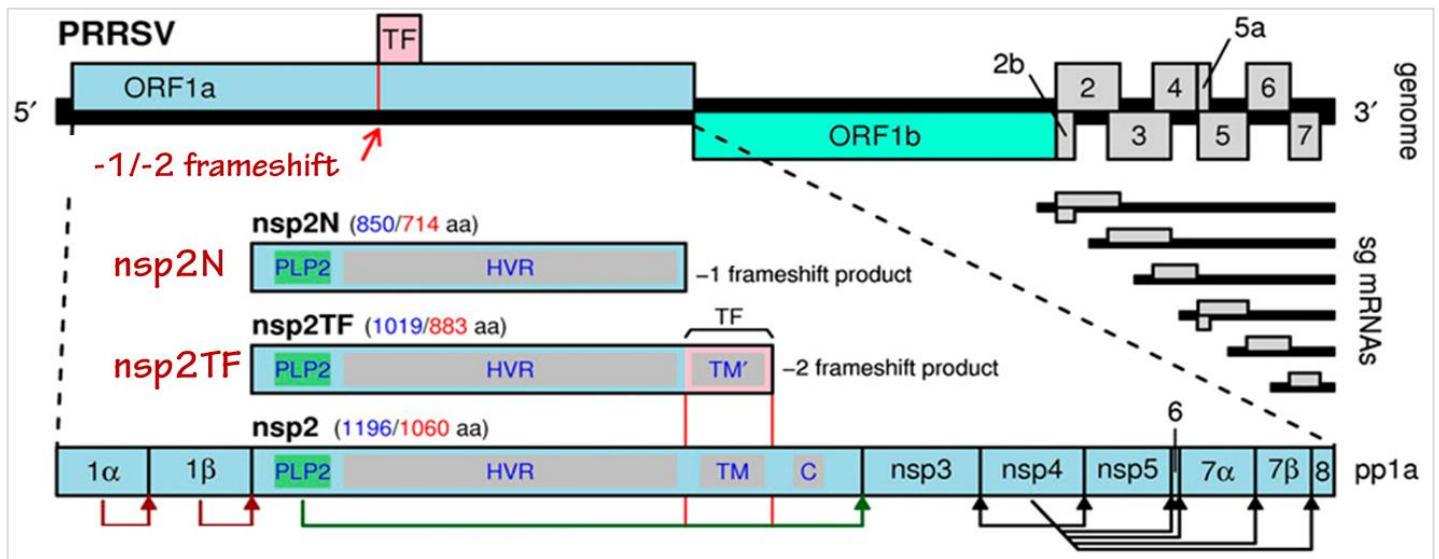 PRRSV
TF
5a
2b
ORF1a
2
4
6
5′
3′
genome
ORF1b
3
5
7
-1/-2 frameshift
nsp2N (850/714 aa)
nsp2N
PLP2
HVR
−1 frameshift product
sg mRNAs
nsp2TF (1019/883 aa)
TF
nsp2TF
PLP2
HVR
TM′
−2 frameshift product
nsp2 (1196/1060 aa)
6
1α
1β
PLP2
HVR
TM
C
nsp3
nsp4
nsp5
7α
7β
8
pp1a